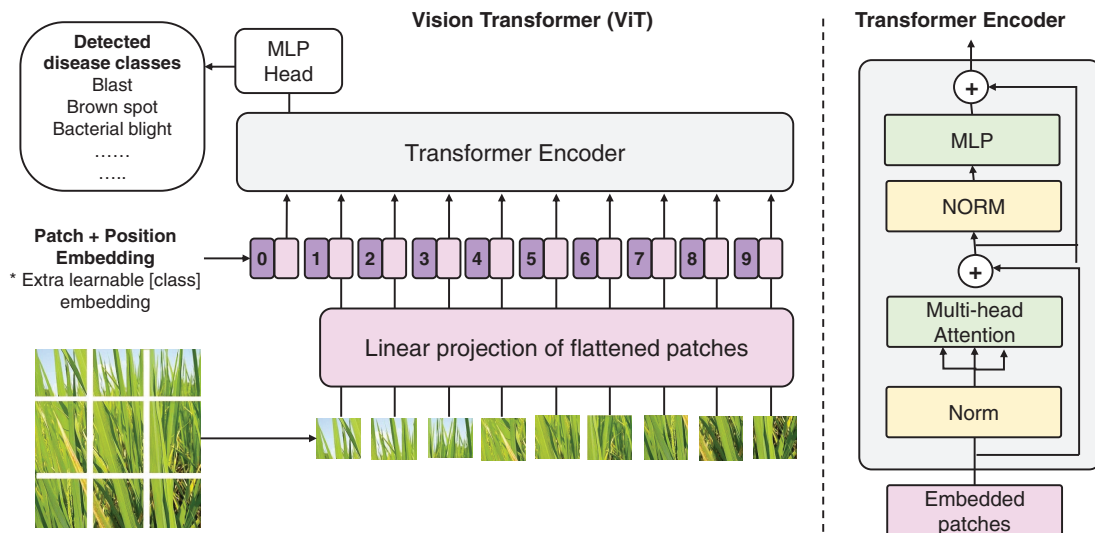 Vision Transformer (ViT)
Detected
disease classes
Blast
Brown spot
Bacterial blight
......
.....
MLP
Head
Transformer Encoder
Patch + Position
Embedding
* Extra learnable [class]
embedding
0 1 2 3 4 5 6 7 8 9
Linear projection of flattened patches
Transformer Encoder
+
MLP
NORM
+
Multi-head
Attention
Norm
Embedded
patches